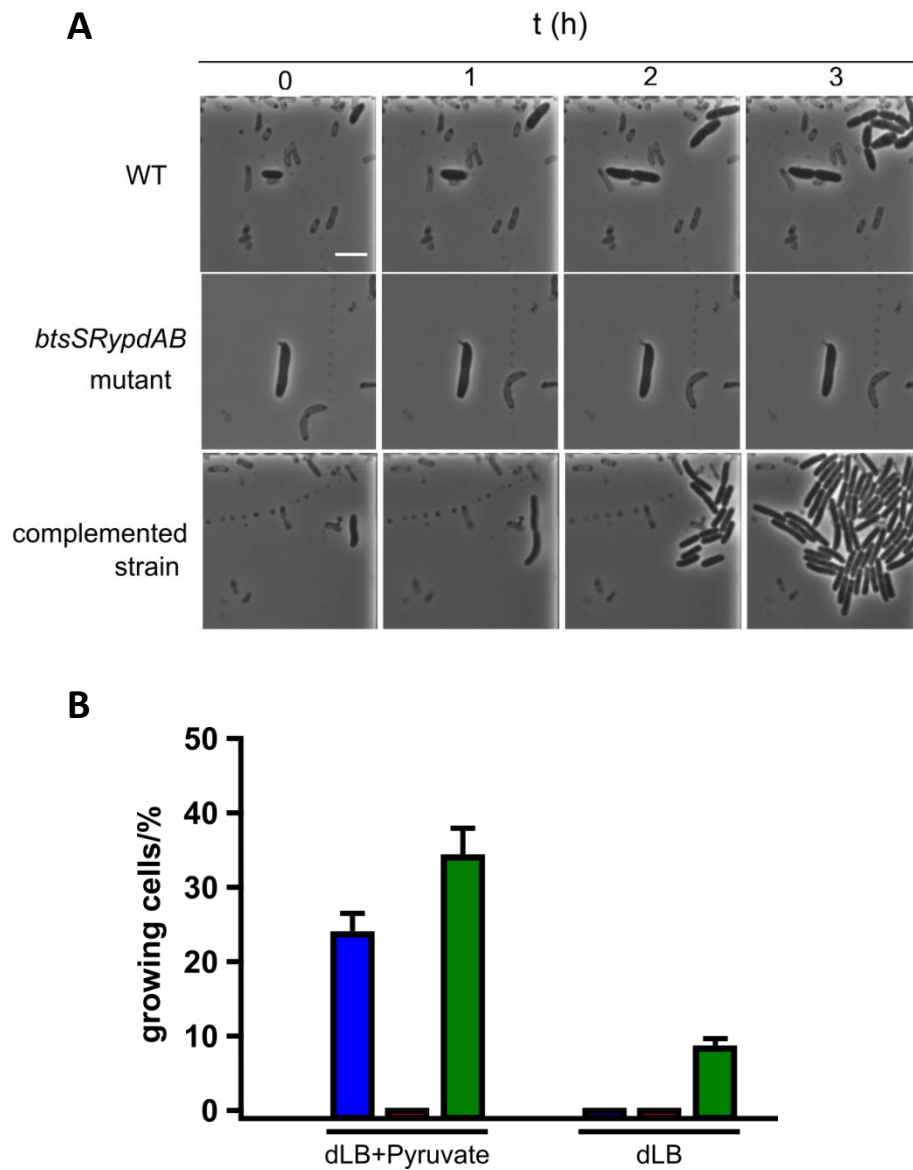 A
t (h)
0 1 2 3
WT
btsSRypdAB
mutant
complemented
strain
B
growing cells/%
50
40
30
20
10
0
dLB+Pyruvate dLB